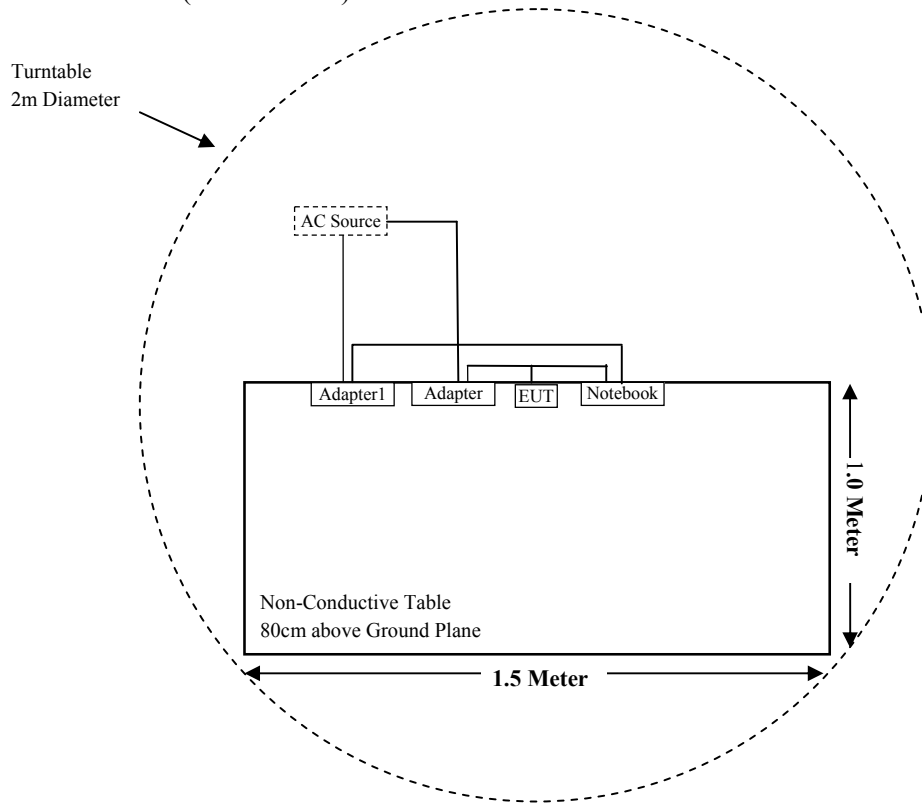 Turntable
2m Diameter
AC Source
Adapter1
Adapter
EUT
Notebook
1.0 Meter
Non-Conductive Table
80cm above Ground Plane
1.5 Meter